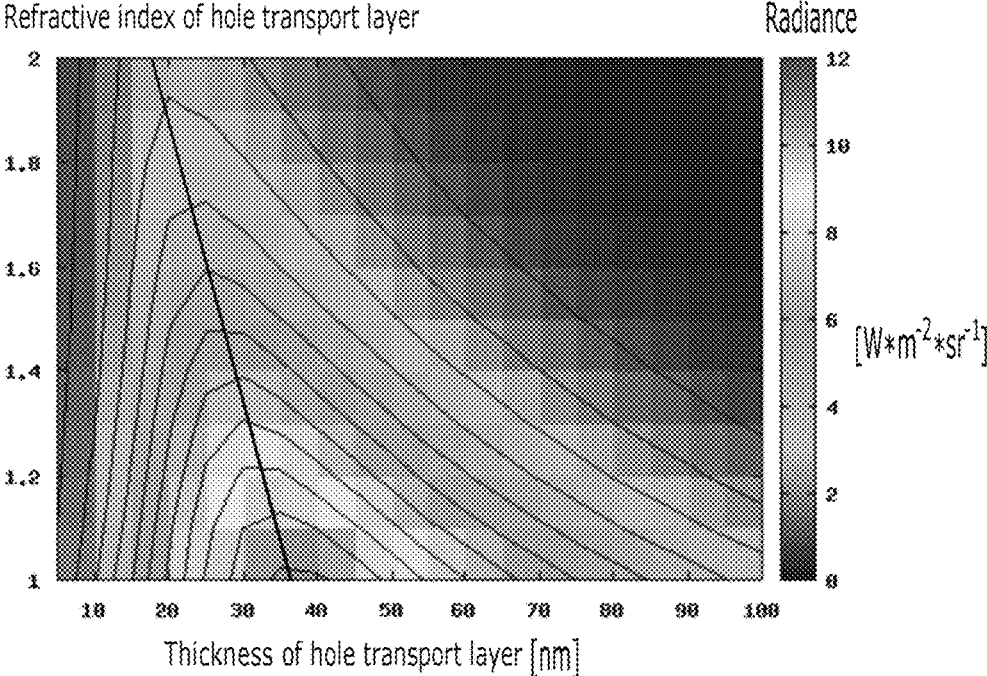 Refractive index of hole transport layer
Radiance
2
1.8
1.6
1.4
1.2
1
10 20 30 40 50 60 70 80 90 100
Thickness of hole transport layer [nm]
12
10
8
6
4
2
0
[W*m-2*sr-1]